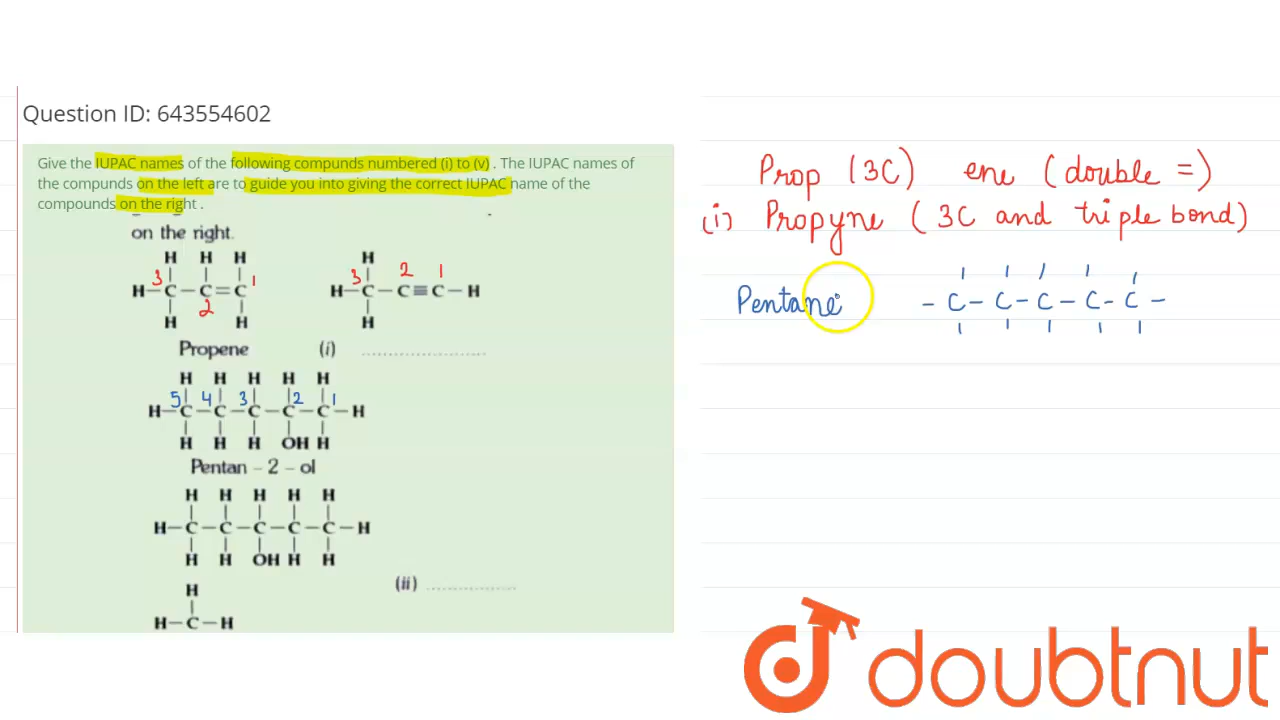 Question ID: 643554602
Give the IUPAC names of the following compunds numbered (i) to (v) . The IUPAC names of
the compunds on the left are to guide you into giving the correct IUPAC name of the
compounds on the right .
on the right.
H H H
3 1
H-C-C=C
2
H H
Propene
H
3 2 1
H-C-C≡C-H
H
(i) ........................
H H H H H
5 4 3 2 1
H-C-C-C-C-C-H
H H H OH H
Pentan - 2 - ol
H H H H H
H-C-C-C-C-C-H
H H OH H H
(ii) .................
H
H-C-H
Prop (3C) ene (double =)
(i) Propyne (3C and triple bond)
Pentane
-C-C-C-C-C-
doubtnut